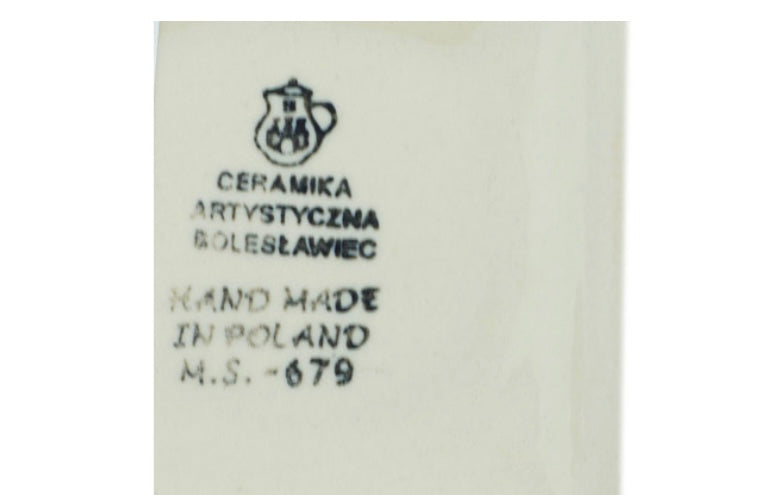 CERAMIKA
ARTYSTYCZNA
BOLESŁAWIEC
HAND MADE
IN POLAND
M.S. -679